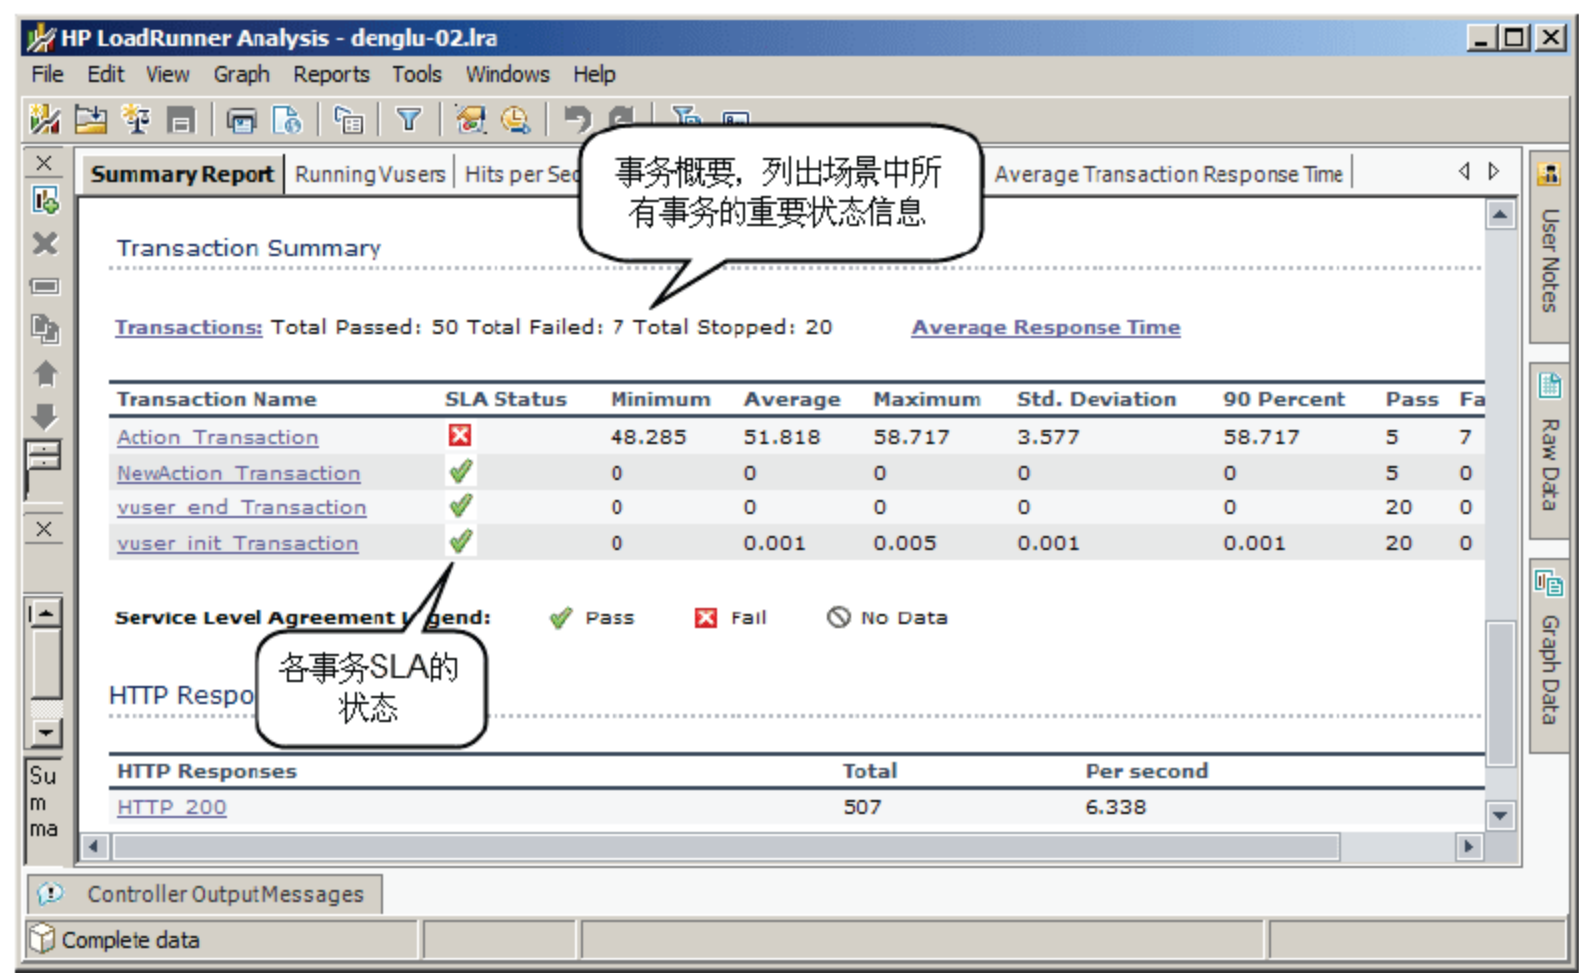 HP LoadRunner Analysis - denglu-02.lra
File Edit View Graph Reports Tools Windows Help
Summary Report Running Vusers Hits per Sec Average Transaction Response Time
事务概要，列出场景中所
有事务的重要状态信息
Transaction Summary
Transactions: Total Passed: 50 Total Failed: 7 Total Stopped: 20 Average Response Time
Transaction Name SLA Status Minimum Average Maximum Std. Deviation 90 Percent Pass Fa
Action_Transaction 48.285 51.818 58.717 3.577 58.717 5 7
NewAction_Transaction 0 0 0 0 0 5 0
vuser_end_Transaction 0 0 0 0 0 20 0
vuser_init_Transaction 0 0.001 0.005 0.001 0.001 20 0
Service Level Agreement Legend: Pass Fail No Data
各事务SLA的
状态
HTTP Respo
HTTP Responses Total Per second
HTTP_200 507 6.338
Su
m
ma
User Notes
Raw Data
Graph Data
Controller Output Messages
Complete data